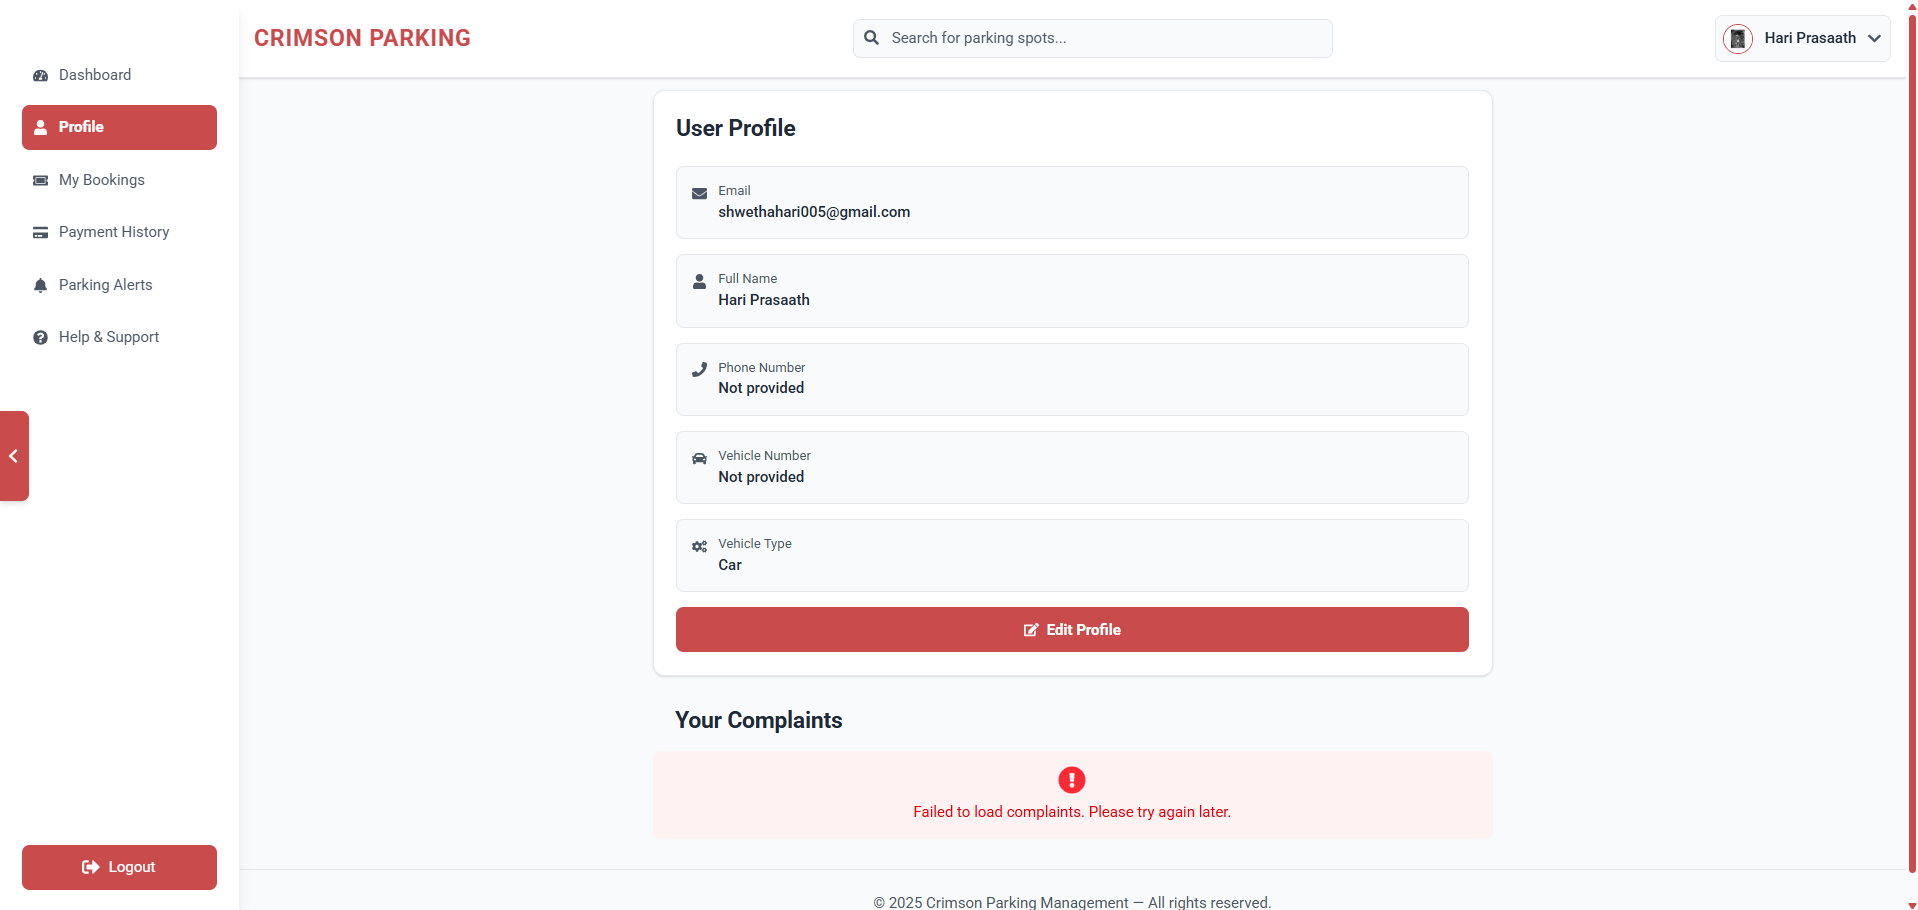 CRIMSON PARKING
Search for parking spots...
Hari Prasaath
Dashboard
Profile
My Bookings
Payment History
Parking Alerts
Help & Support
Logout
User Profile
Email
shwethahari005@gmail.com
Full Name
Hari Prasaath
Phone Number
Not provided
Vehicle Number
Not provided
Vehicle Type
Car
Edit Profile
Your Complaints
Failed to load complaints. Please try again later.
© 2025 Crimson Parking Management — All rights reserved.